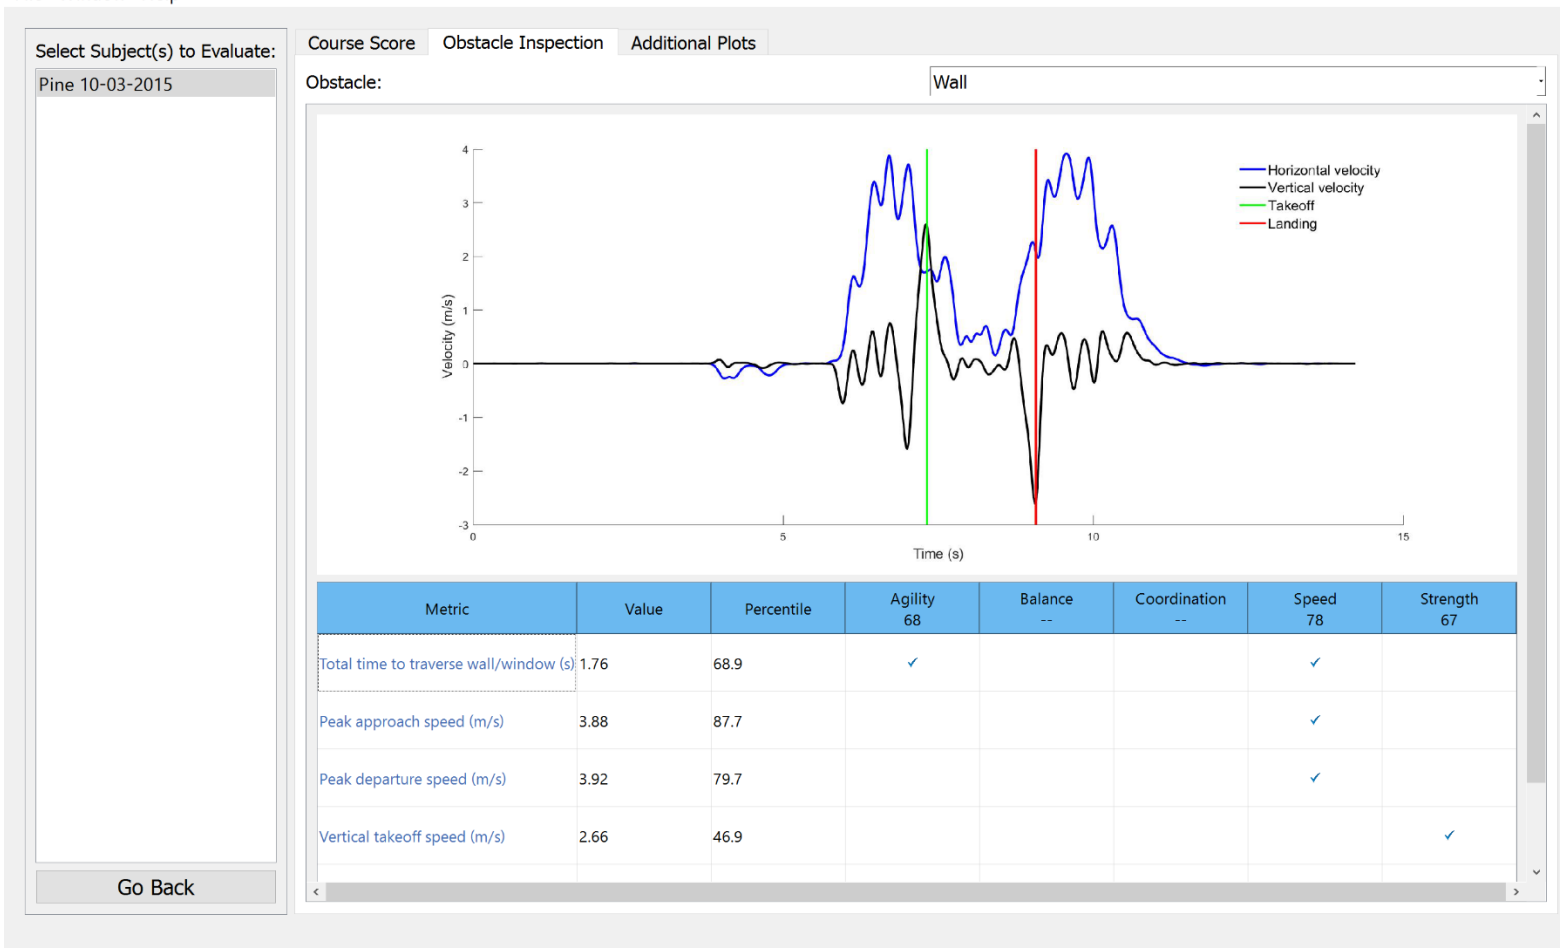 Select Subject(s) to Evaluate:
Pine 10-03-2015
Go Back
Course Score Obstacle Inspection Additional Plots
Obstacle:
Wall
4
3
2
1
0
-1
-2
-3
Velocity (m/s)
0 5 10 15
Time (s)
Horizontal velocity
Vertical velocity
Takeoff
Landing
Metric Value Percentile Agility 68 Balance -- Coordination -- Speed 78 Strength 67
Total time to traverse wall/window (s) 1.76 68.9 ✓ ✓
Peak approach speed (m/s) 3.88 87.7 ✓
Peak departure speed (m/s) 3.92 79.7 ✓
Vertical takeoff speed (m/s) 2.66 46.9 ✓